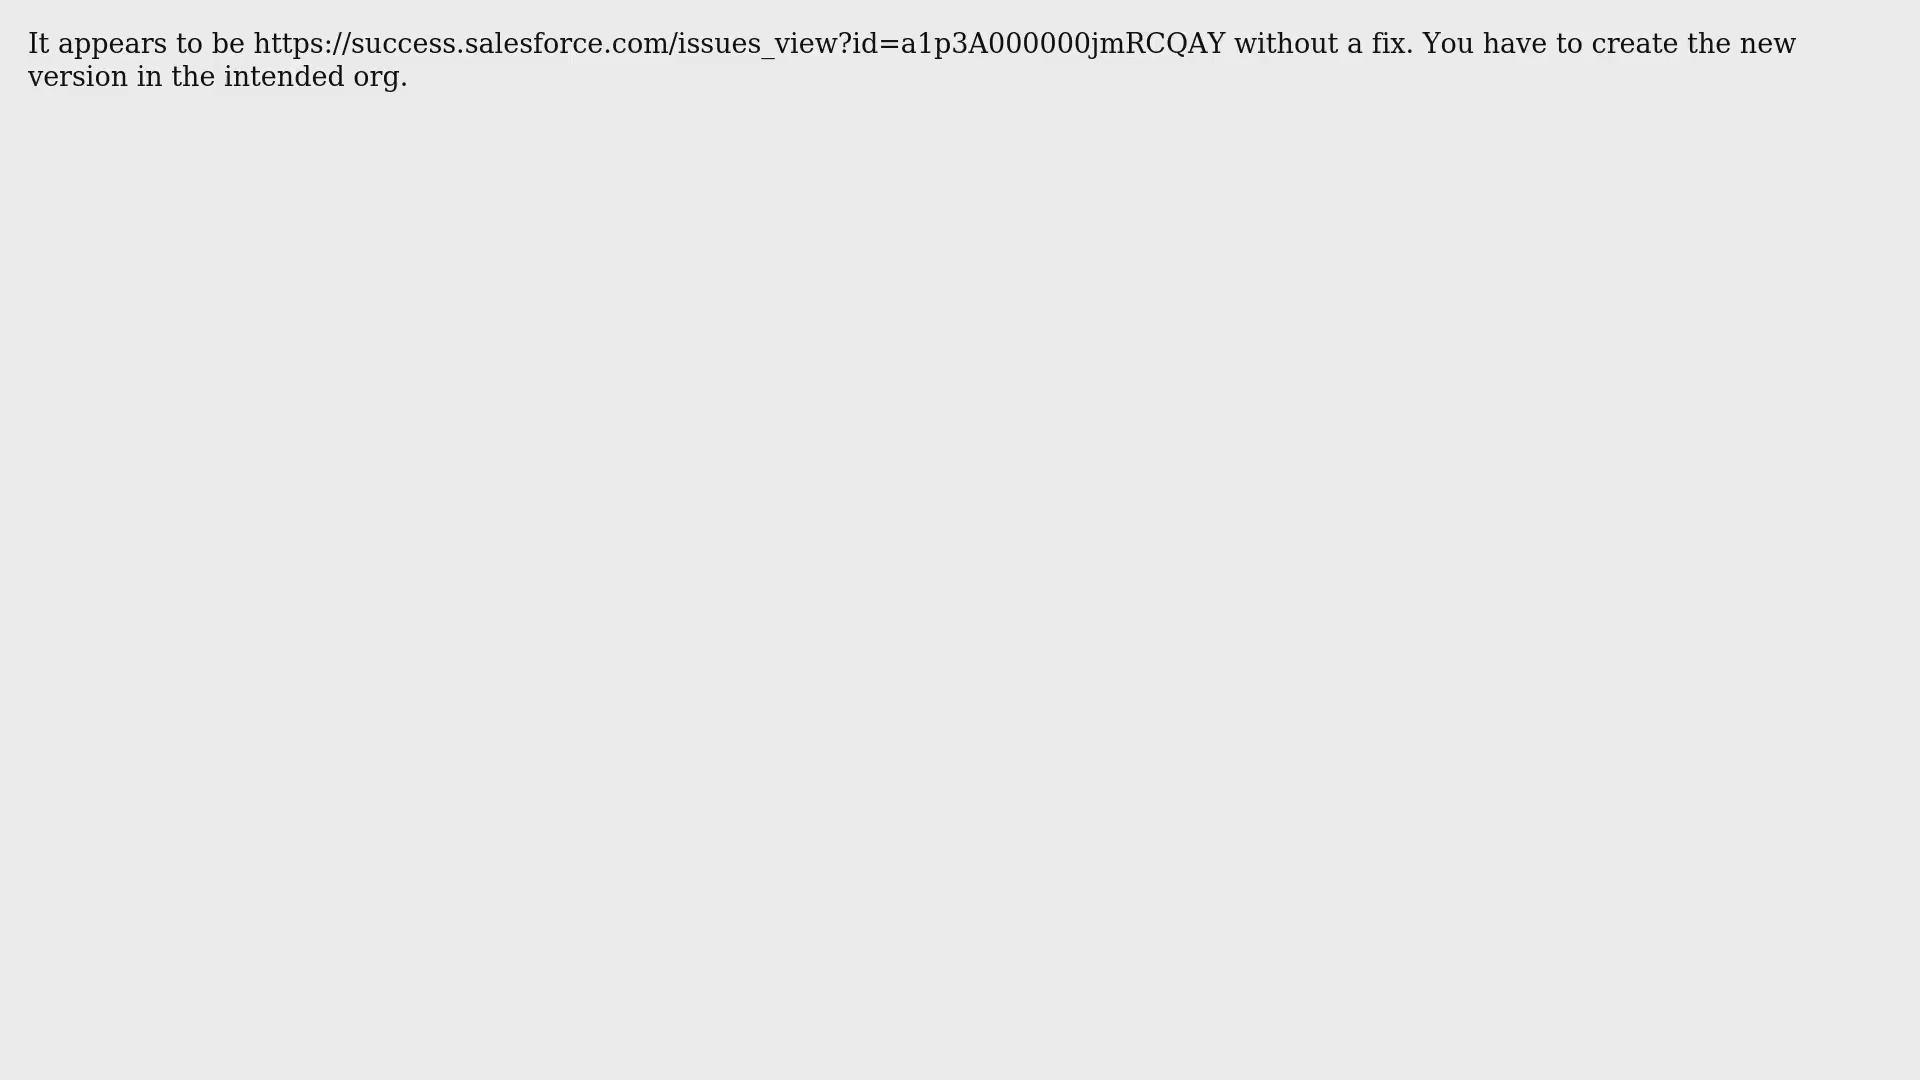 It appears to be https://success.salesforce.com/issues_view?id=a1p3A000000jmRCQAY without a fix. You have to create the new
version in the intended org.